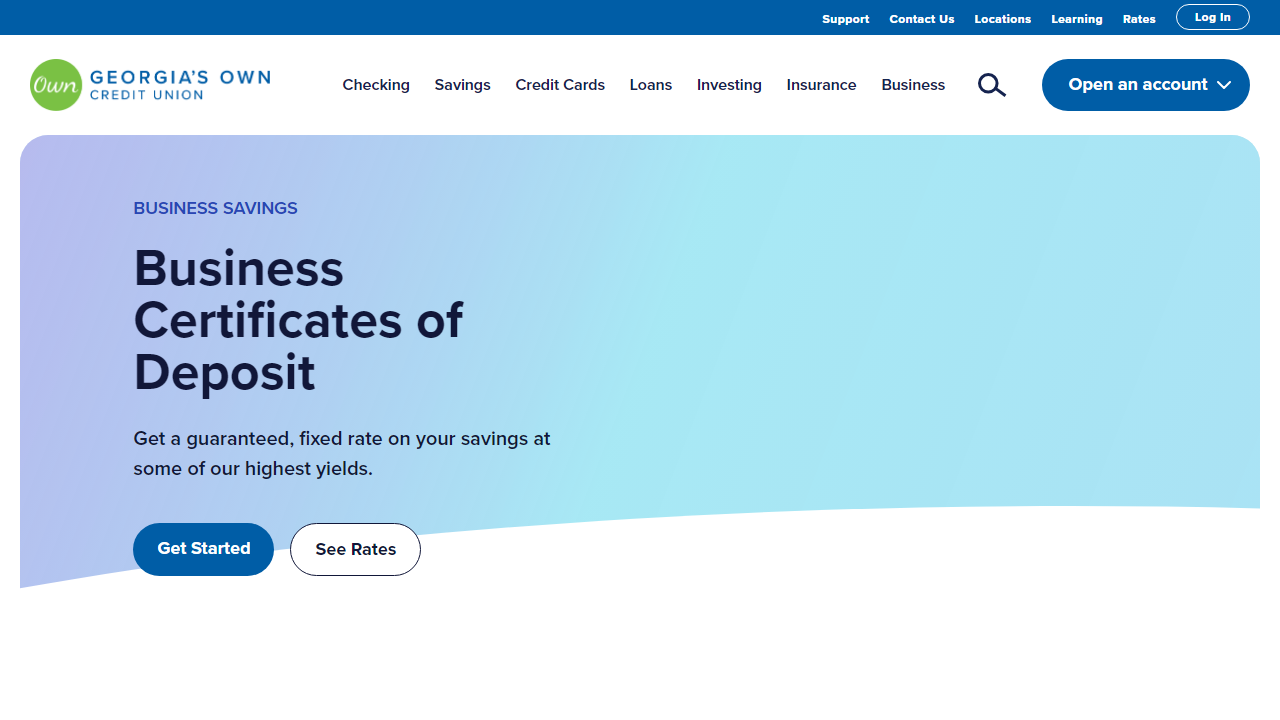 Support Contact Us Locations Learning Rates Log In
Own GEORGIA'S OWN
CREDIT UNION
Checking Savings Credit Cards Loans Investing Insurance Business Open an account
BUSINESS SAVINGS
Business
Certificates of
Deposit
Get a guaranteed, fixed rate on your savings at
some of our highest yields.
Get Started See Rates